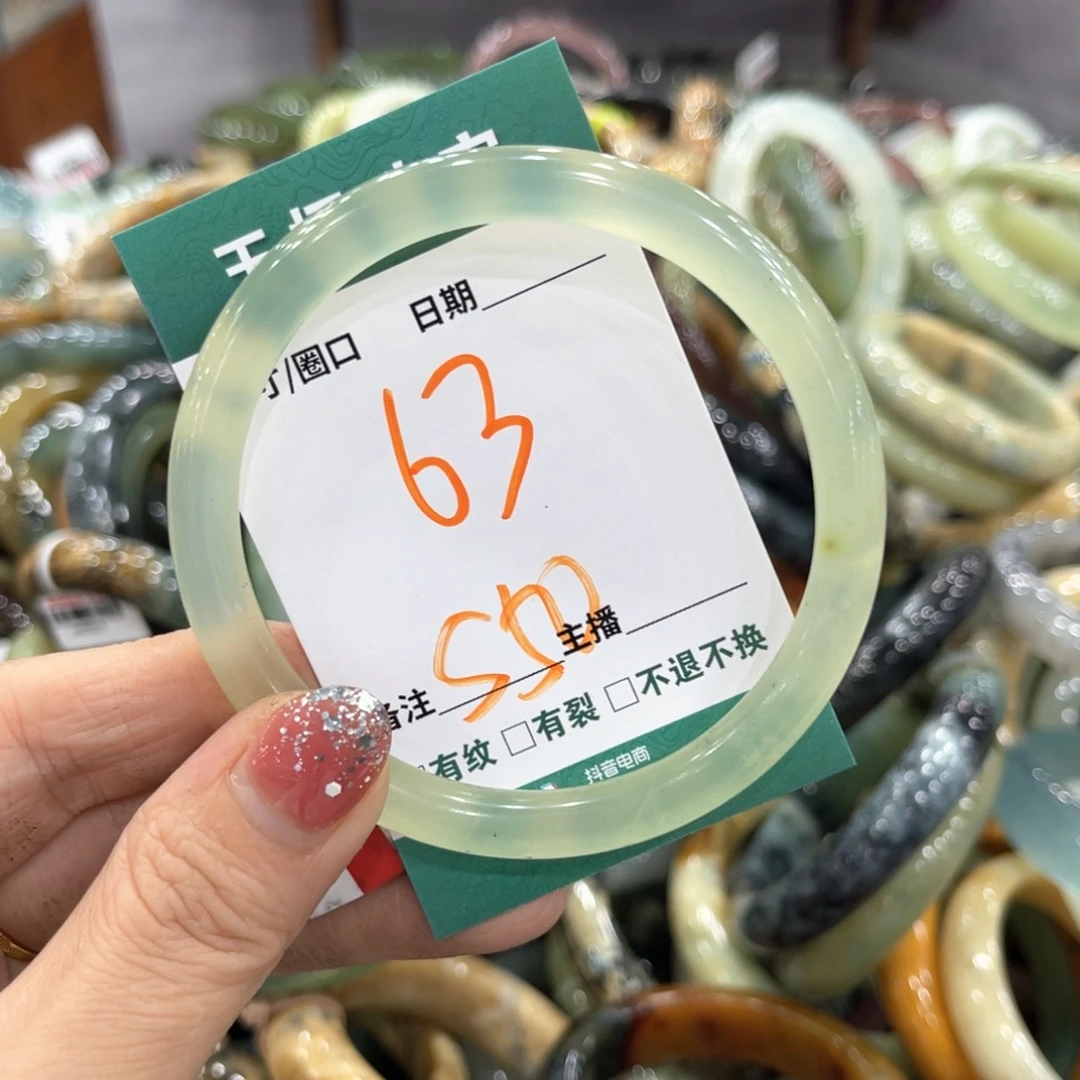 日期
寸/圈口
63
主播
备注
有纹 □有裂 □不退不换
抖音电商